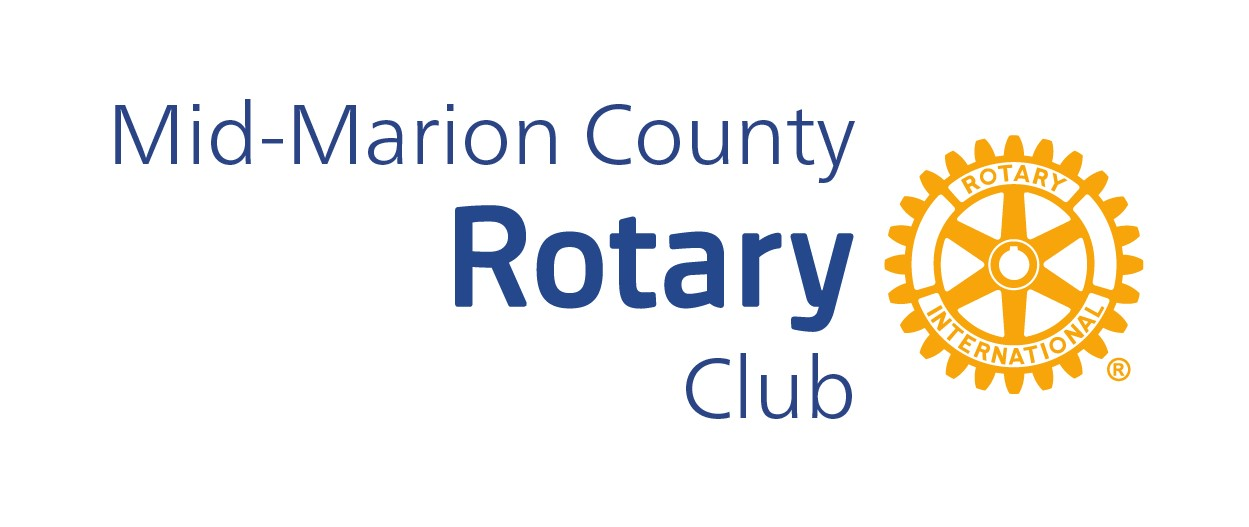 Mid-Marion County
Rotary
Club
ROTARY
INTERNATIONAL
®